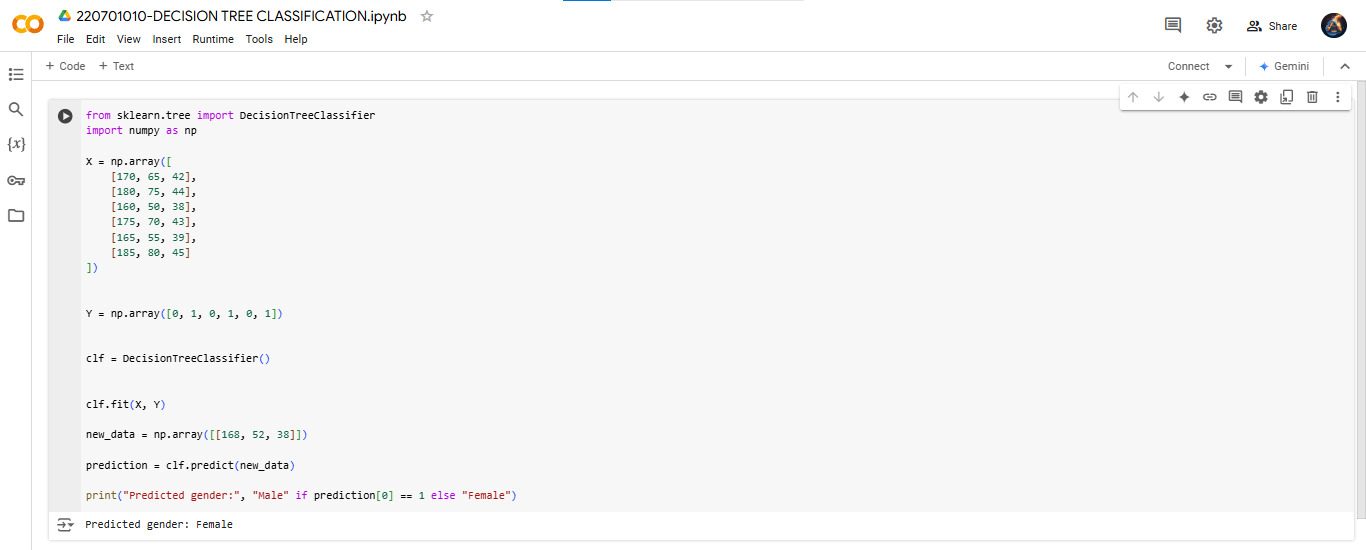 220701010-DECISION TREE CLASSIFICATION.ipynb
File Edit View Insert Runtime Tools Help
Share
+ Code + Text
Connect
Gemini
{x}
from sklearn.tree import DecisionTreeClassifier
import numpy as np
X = np.array([
[170, 65, 42],
[180, 75, 44],
[160, 50, 38],
[175, 70, 43],
[165, 55, 39],
[185, 80, 45]
])
Y = np.array([0, 1, 0, 1, 0, 1])
clf = DecisionTreeClassifier()
clf.fit(X, Y)
new_data = np.array([[168, 52, 38]])
prediction = clf.predict(new_data)
print("Predicted gender:", "Male" if prediction[0] == 1 else "Female")
Predicted gender: Female